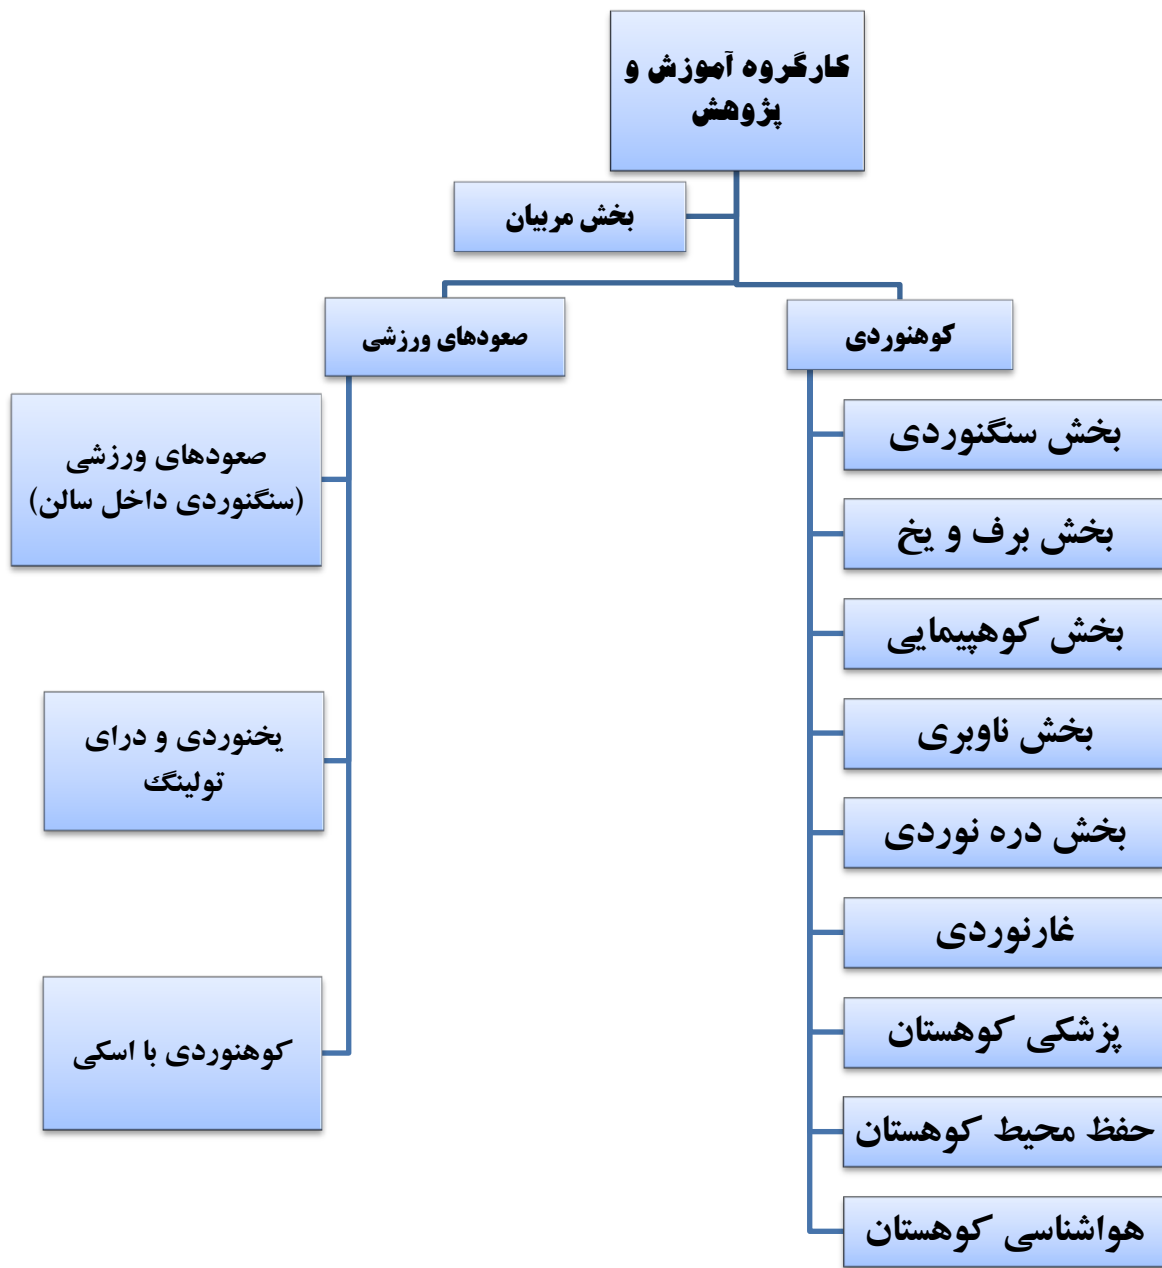 کارگروه آموزش و
پژوهش
بخش مربیان
کوهنوردی
بخش سنگنوردی
بخش برف و یخ
بخش کوهپیمایی
بخش ناوبری
بخش دره نوردی
غارنوردی
پزشکی کوهستان
حفظ محیط کوهستان
هواشناسی کوهستان
صعودهای ورزشی
صعودهای ورزشی
(سنگنوردی داخل سالن)
یخنوردی و درای
تولینگ
کوهنوردی با اسکی